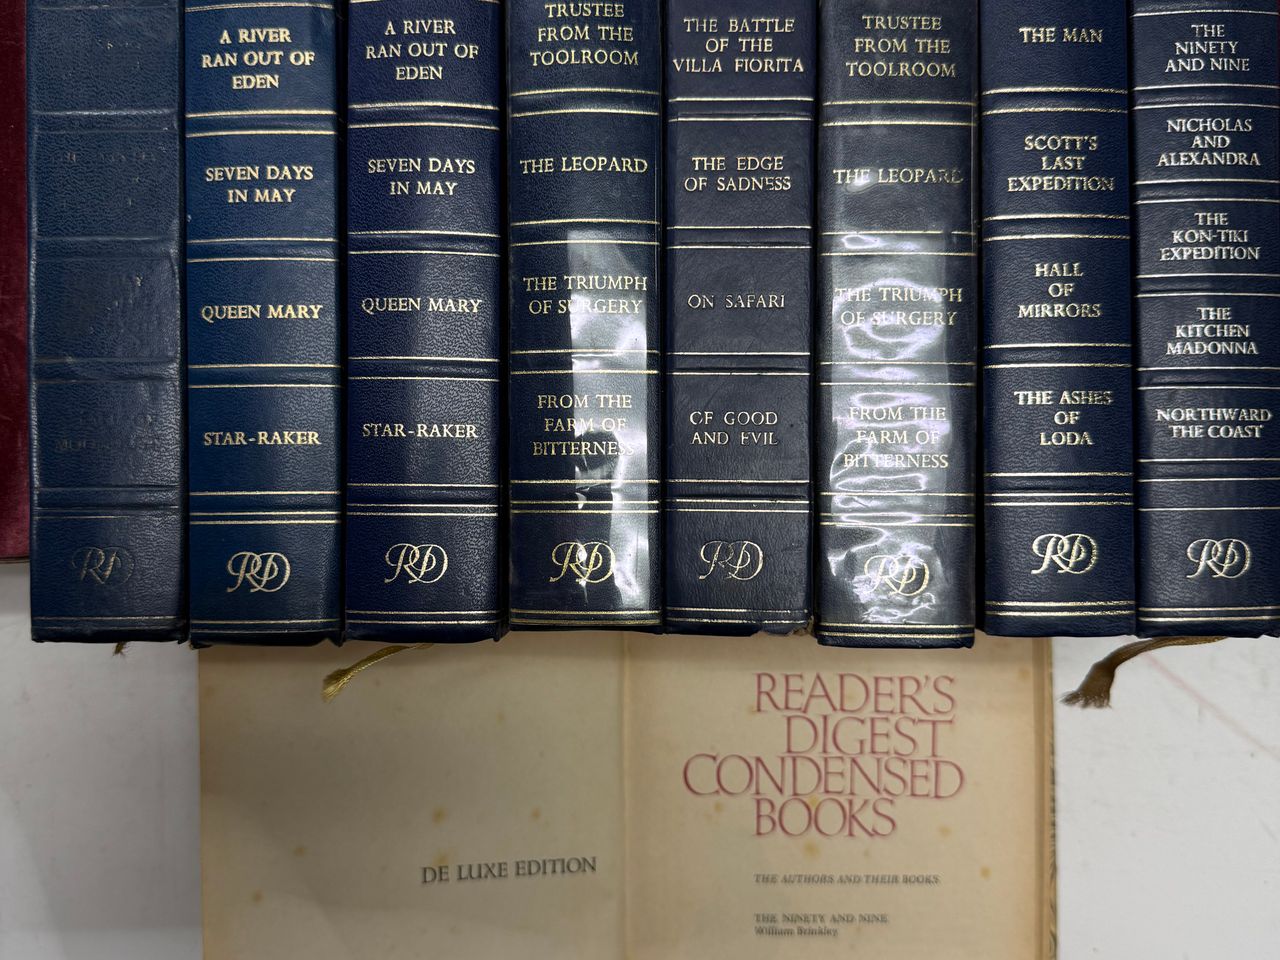 A RIVER
RAN OUT OF
EDEN
SEVEN DAYS
IN MAY
QUEEN MARY
STAR-RAKER
RD
A RIVER
RAN OUT OF
EDEN
SEVEN DAYS
IN MAY
QUEEN MARY
STAR-RAKER
RD
TRUSTEE
FROM THE
TOOLROOM
THE LEOPARD
THE TRIUMPH
OF SURGERY
FROM THE
FARM OF
BITTERNESS
RD
THE BATTLE
OF THE
VILLA FIORITA
THE EDGE
OF SADNESS
ON SAFARI
OF GOOD
AND EVIL
RD
TRUSTEE
FROM THE
TOOLROOM
THE LEOPARD
THE TRIUMPH
OF SURGERY
FROM THE
FARM OF
BITTERNESS
RD
THE MAN
SCOTT'S
LAST
EXPEDITION
HALL
OF
MIRRORS
THE ASHES
OF
LODA
RD
THE
NINETY
AND NINE
NICHOLAS
AND
ALEXANDRA
THE
KON-TIKI
EXPEDITION
THE
KITCHEN
MADONNA
NORTHWARD
THE COAST
RD
RD
DE LUXE EDITION
READER'S
DIGEST
CONDENSED
BOOKS
THE AUTHORS AND THEIR BOOKS
THE NINETY AND NINE
William Brinkley